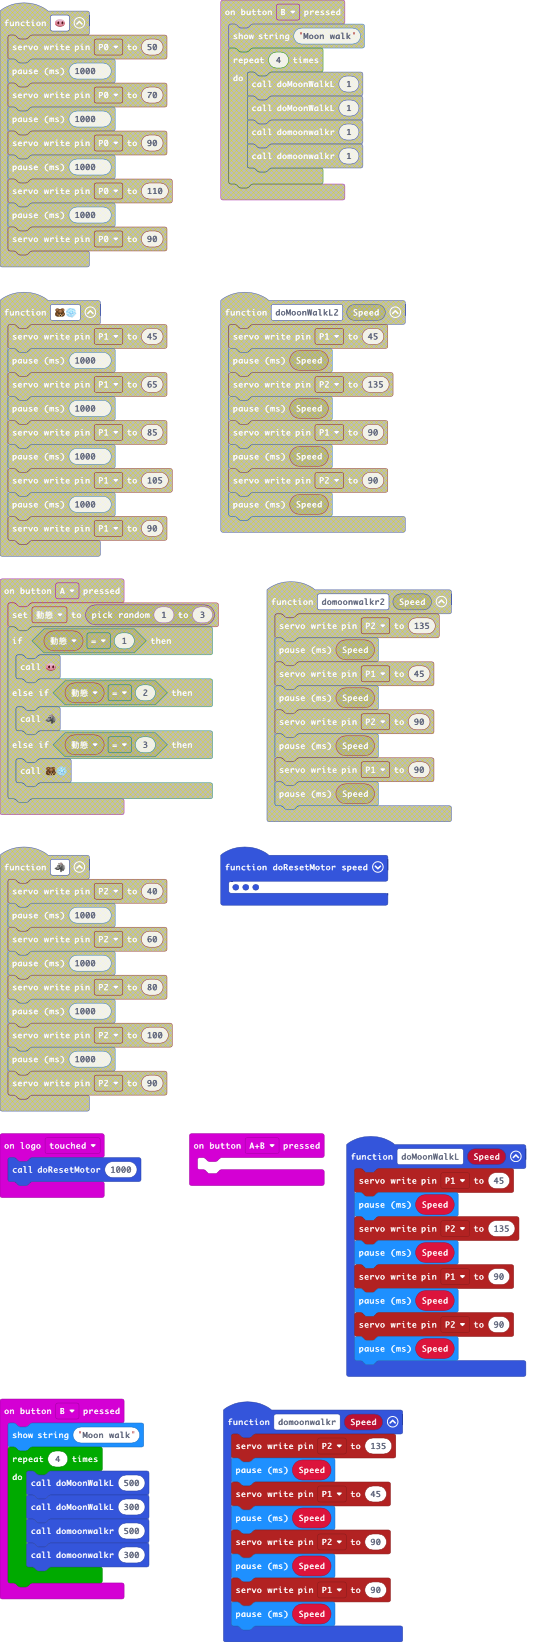 function
servo write pin P0 to 50
pause (ms) 1000
servo write pin P0 to 70
pause (ms) 1000
servo write pin P0 to 90
pause (ms) 1000
servo write pin P0 to 110
pause (ms) 1000
servo write pin P0 to 90
on button B pressed
show string "Moon walk"
repeat 4 times
do
call doMoonWalkL 1
call doMoonWalkL 1
call domoonwalkr 1
call domoonwalkr 1
function
servo write pin P1 to 45
pause (ms) 1000
servo write pin P1 to 65
pause (ms) 1000
servo write pin P1 to 85
pause (ms) 1000
servo write pin P1 to 105
pause (ms) 1000
servo write pin P1 to 90
function doMoonWalkL2 Speed
servo write pin P1 to 45
pause (ms) Speed
servo write pin P2 to 135
pause (ms) Speed
servo write pin P1 to 90
pause (ms) Speed
servo write pin P2 to 90
pause (ms) Speed
on button A pressed
set 動態 to pick random 1 to 3
if 動態 = 1 then
call
else if 動態 = 2 then
call
else if 動態 = 3 then
call
function domoonwalkr2 Speed
servo write pin P2 to 135
pause (ms) Speed
servo write pin P1 to 45
pause (ms) Speed
servo write pin P2 to 90
pause (ms) Speed
servo write pin P1 to 90
pause (ms) Speed
function
servo write pin P2 to 40
pause (ms) 1000
servo write pin P2 to 60
pause (ms) 1000
servo write pin P2 to 80
pause (ms) 1000
servo write pin P2 to 100
pause (ms) 1000
servo write pin P2 to 90
function doResetMotor speed
on logo touched
call doResetMotor 1000
on button A+B pressed
function doMoonWalkL Speed
servo write pin P1 to 45
pause (ms) Speed
servo write pin P2 to 135
pause (ms) Speed
servo write pin P1 to 90
pause (ms) Speed
servo write pin P2 to 90
pause (ms) Speed
on button B pressed
show string "Moon walk"
repeat 4 times
do
call doMoonWalkL 500
call doMoonWalkL 300
call domoonwalkr 500
call domoonwalkr 300
function domoonwalkr Speed
servo write pin P2 to 135
pause (ms) Speed
servo write pin P1 to 45
pause (ms) Speed
servo write pin P2 to 90
pause (ms) Speed
servo write pin P1 to 90
pause (ms) Speed